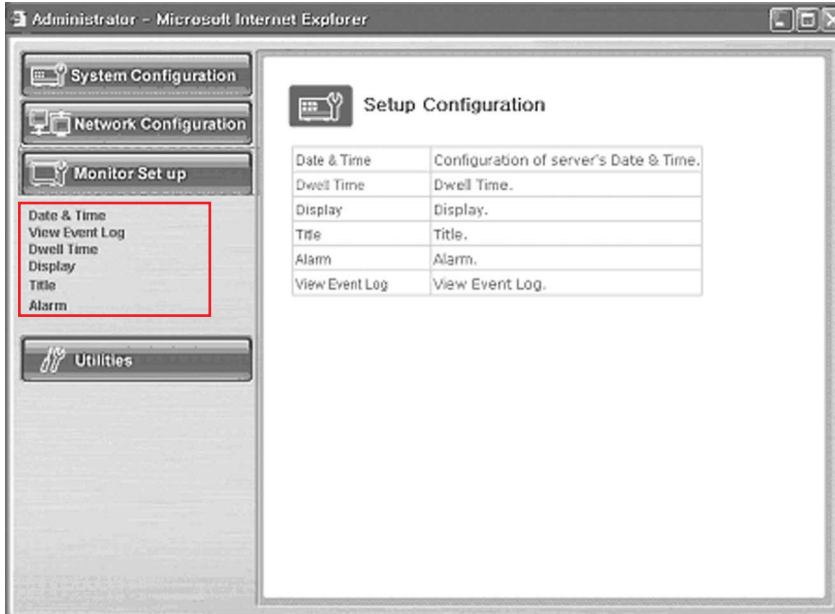 Administrator - Microsoft Internet Explorer
System Configuration
Network Configuration
Monitor Set up
Date & Time
View Event Log
Dwell Time
Display
Title
Alarm
Utilities
Setup Configuration
Date & Time Configuration of server's Date & Time.
Dwell Time Dwell Time.
Display Display.
Title Title.
Alarm Alarm.
View Event Log View Event Log.